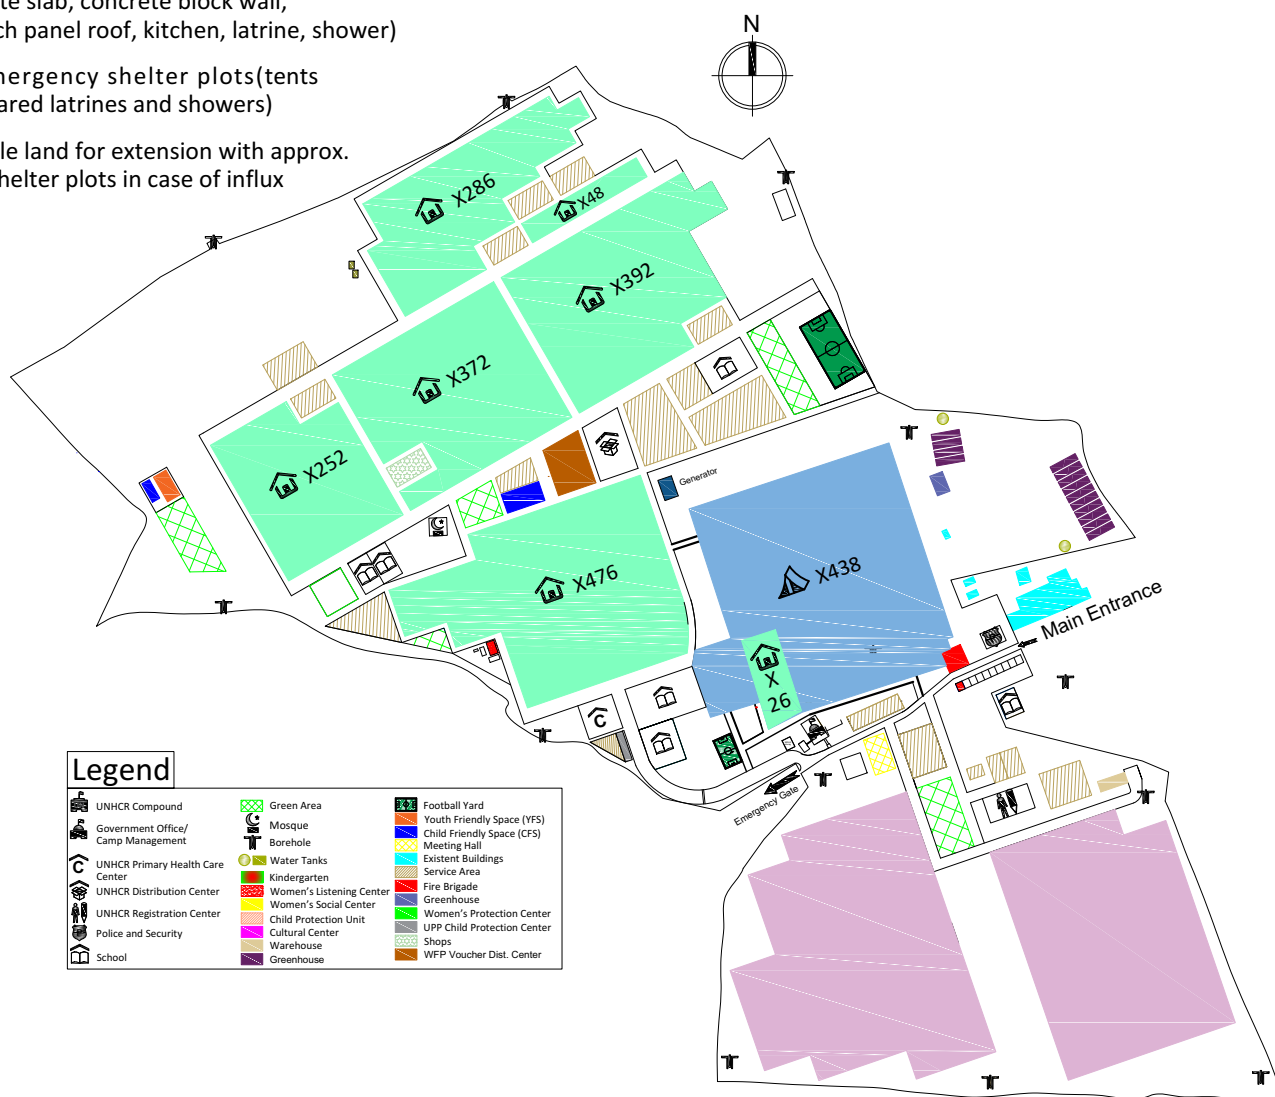 te slab, concrete block wall,
ch panel roof, kitchen, latrine, shower)
mergency shelter plots(tents
ared latrines and showers)
le land for extension with approx.
helter plots in case of influx
N
X286
X48
X392
X372
X252
X476
X438
X
26
Generator
Main Entrance
Emergency Gate
C
Legend
UNHCR Compound
Government Office/
Camp Management
C
UNHCR Primary Health Care
Center
UNHCR Distribution Center
UNHCR Registration Center
Police and Security
School
Green Area
Mosque
Borehole
Water Tanks
Kindergarten
Women's Listening Center
Women's Social Center
Child Protection Unit
Cultural Center
Warehouse
Greenhouse
Football Yard
Youth Friendly Space (YFS)
Child Friendly Space (CFS)
Meeting Hall
Existent Buildings
Service Area
Fire Brigade
Greenhouse
Women's Protection Center
UPP Child Protection Center
Shops
WFP Voucher Dist. Center